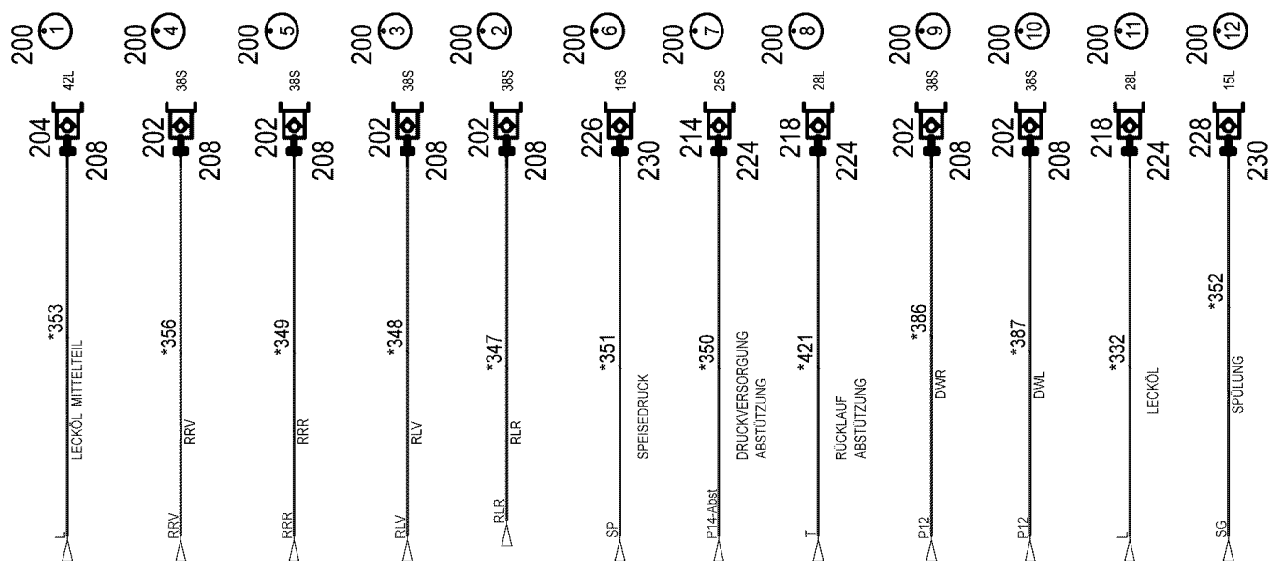 200 1
42L
204
208
*353
LECKÖL MITTELTEIL
L
200 4
38S
202
208
*356
RRV
RRV
200 5
38S
202
208
*349
RRR
RRR
200 3
38S
202
208
*348
RLV
RLV
200 2
38S
202
208
*347
RLR
RLR
200 6
16S
226
230
*351
SPEISEDRUCK
SP
200 7
25S
214
224
*350
DRUCKVERSORGUNG
ABSTÜTZUNG
P14-Abst
200 8
28L
218
224
*421
RÜCKLAUF
ABSTÜTZUNG
T
200 9
38S
202
208
*386
DWR
P12
200 10
38S
202
208
*387
DWL
P12
200 11
28L
218
224
*332
LECKÖL
L
200 12
15L
228
230
*352
SPÜLUNG
SG